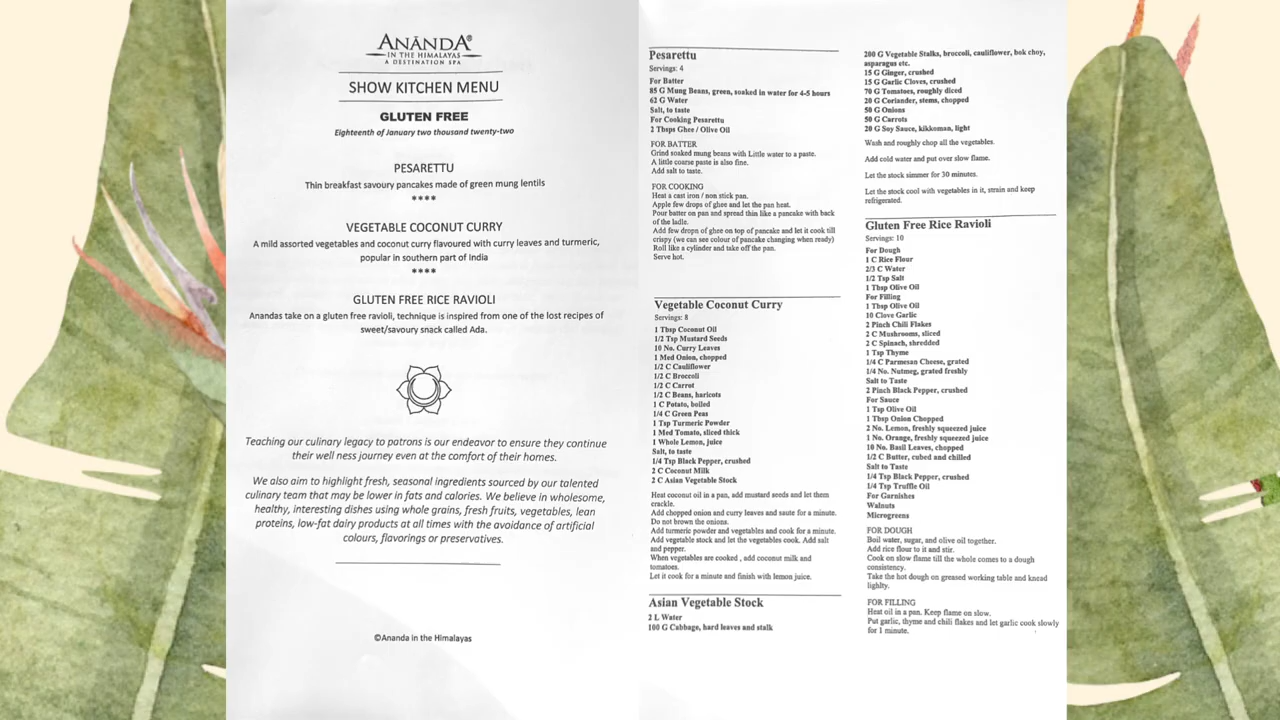 ANĀNDA®
IN THE HIMALAYAS
A DESTINATION SPA
SHOW KITCHEN MENU
GLUTEN FREE
Eighteenth of January two thousand twenty-two
PESARETTU
Thin breakfast savoury pancakes made of green mung lentils
****
VEGETABLE COCONUT CURRY
A mild assorted vegetables and coconut curry flavoured with curry leaves and turmeric,
popular in southern part of India
****
GLUTEN FREE RICE RAVIOLI
Anandas take on a gluten free ravioli, technique is inspired from one of the lost recipes of
sweet/savoury snack called Ada.
Teaching our culinary legacy to patrons is our endeavor to ensure they continue
their well ness journey even at the comfort of their homes.
We also aim to highlight fresh, seasonal ingredients sourced by our talented
culinary team that may be lower in fats and calories. We believe in wholesome,
healthy, interesting dishes using whole grains, fresh fruits, vegetables, lean
proteins, low-fat dairy products at all times with the avoidance of artificial
colours, flavorings or preservatives.
©Ananda in the Himalayas
Pesarettu
Servings: 4
For Batter
85 G Mung Beans, green, soaked in water for 4-5 hours
62 G Water
Salt, to taste
For Cooking Pesarettu
2 Tbsps Ghee / Olive Oil
FOR BATTER
Grind soaked mung beans with Little water to a paste.
A little coarse paste is also fine.
Add salt to taste.
FOR COOKING
Heat a cast iron / non stick pan.
Apple few drops of ghee and let the pan heat.
Pour batter on pan and spread thin like a pancake with back
of the ladle.
Add few drops of ghee on top of pancake and let it cook till
crispy (we can see colour of pancake changing when ready)
Roll like a cylinder and take off the pan.
Serve hot.
Vegetable Coconut Curry
Servings: 8
1 Tbsp Coconut Oil
1/2 Tsp Mustard Seeds
10 No. Curry Leaves
1 Med Onion, chopped
1/2 C Cauliflower
1/2 C Broccoli
1/2 C Carrot
1/2 C Beans, haricots
1 C Potato, boiled
1/4 C Green Peas
1 Tsp Turmeric Powder
1 Med Tomato, sliced thick
1 Whole Lemon, juice
Salt, to taste
1/4 Tsp Black Pepper, crushed
2 C Coconut Milk
2 C Asian Vegetable Stock
Heat coconut oil in a pan, add mustard seeds and let them
crackle.
Add chopped onion and curry leaves and saute for a minute.
Do not brown the onions.
Add turmeric powder and vegetables and cook for a minute.
Add vegetable stock and let the vegetables cook. Add salt
and pepper.
When vegetables are cooked , add coconut milk and
tomatoes.
Let it cook for a minute and finish with lemon juice.
Asian Vegetable Stock
2 L Water
100 G Cabbage, hard leaves and stalk
200 G Vegetable Stalks, broccoli, cauliflower, bok choy,
asparagus etc.
15 G Ginger, crushed
15 G Garlic Cloves, crushed
70 G Tomatoes, roughly diced
20 G Coriander, stems, chopped
50 G Onions
50 G Carrots
20 G Soy Sauce, kikkoman, light
Wash and roughly chop all the vegetables.
Add cold water and put over slow flame.
Let the stock simmer for 30 minutes.
Let the stock cool with vegetables in it, strain and keep
refrigerated.
Gluten Free Rice Ravioli
Servings: 10
For Dough
1 C Rice Flour
2/3 C Water
1/2 Tsp Salt
1 Tbsp Olive Oil
For Filling
1 Tbsp Olive Oil
10 Clove Garlic
2 Pinch Chili Flakes
2 C Mushrooms, sliced
2 C Spinach, shredded
1 Tsp Thyme
1/4 C Parmesan Cheese, grated
1/4 No. Nutmeg, grated freshly
Salt to Taste
2 Pinch Black Pepper, crushed
For Sauce
1 Tsp Olive Oil
1 Tbsp Onion Chopped
2 No. Lemon, freshly squeezed juice
1 No. Orange, freshly squeezed juice
10 No. Basil Leaves, chopped
1/2 C Butter, cubed and chilled
Salt to Taste
1/4 Tsp Black Pepper, crushed
1/4 Tsp Truffle Oil
For Garnishes
Walnuts
Microgreens
FOR DOUGH
Boil water, sugar, and olive oil together.
Add rice flour to it and stir.
Cook on slow flame till the whole comes to a dough
consistency.
Take the hot dough on greased working table and knead
lighlty.
FOR FILLING
Heat oil in a pan. Keep flame on slow.
Put garlic, thyme and chili flakes and let garlic cook slowly
for 1 minute.